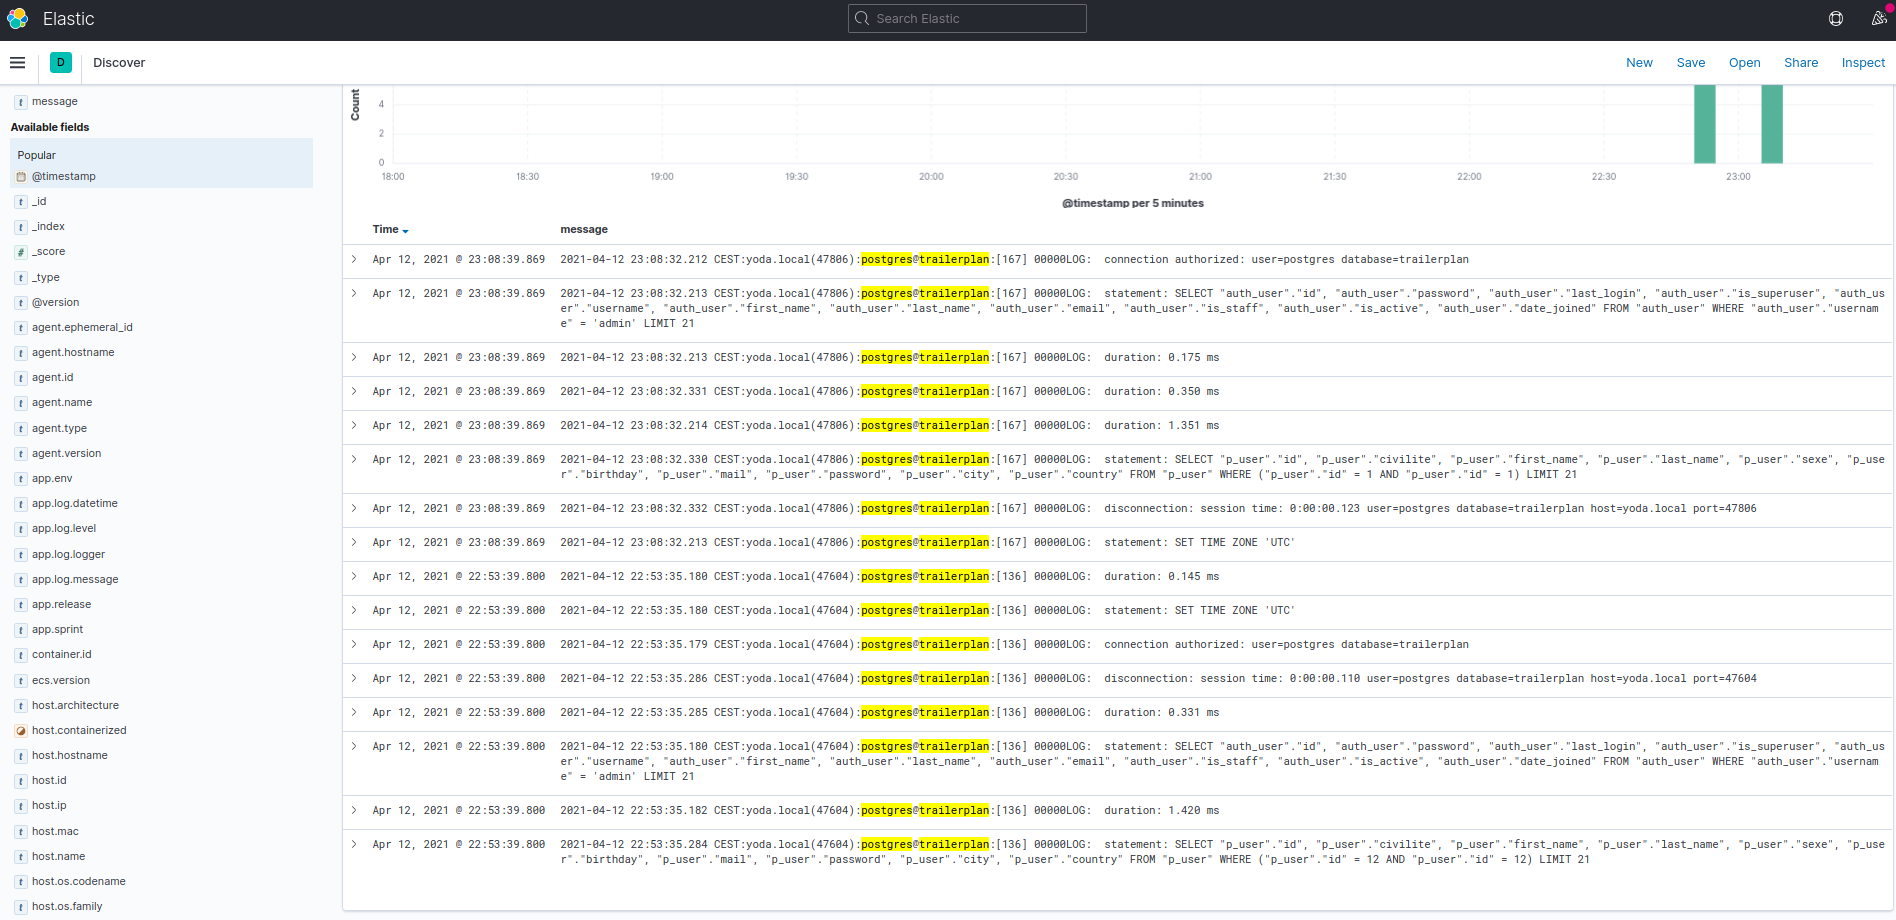 Elastic
Search Elastic
D
Discover
New Save Open Share Inspect
t message
Available fields
Popular
@timestamp
t _id
t _index
# _score
t _type
t @version
t agent.ephemeral_id
t agent.hostname
t agent.id
t agent.name
t agent.type
t agent.version
t app.env
t app.log.datetime
t app.log.level
t app.log.logger
t app.log.message
t app.release
t app.sprint
t container.id
t ecs.version
t host.architecture
host.containerized
t host.hostname
t host.id
t host.ip
t host.mac
t host.name
t host.os.codename
t host.os.family
Count
4
2
0
18:00 18:30 19:00 19:30 20:00 20:30 21:00 21:30 22:00 22:30 23:00
@timestamp per 5 minutes
Time message
Apr 12, 2021 @ 23:08:39.869 2021-04-12 23:08:32.212 CEST:yoda.local(47806):postgres@trailerplan:[167] 00000LOG: connection authorized: user=postgres database=trailerplan
Apr 12, 2021 @ 23:08:39.869 2021-04-12 23:08:32.213 CEST:yoda.local(47806):postgres@trailerplan:[167] 00000LOG: statement: SELECT "auth_user"."id", "auth_user"."password", "auth_user"."last_login", "auth_user"."is_superuser", "auth_us
er"."username", "auth_user"."first_name", "auth_user"."last_name", "auth_user"."email", "auth_user"."is_staff", "auth_user"."is_active", "auth_user"."date_joined" FROM "auth_user" WHERE "auth_user"."usernam
e" = 'admin' LIMIT 21
Apr 12, 2021 @ 23:08:39.869 2021-04-12 23:08:32.213 CEST:yoda.local(47806):postgres@trailerplan:[167] 00000LOG: duration: 0.175 ms
Apr 12, 2021 @ 23:08:39.869 2021-04-12 23:08:32.331 CEST:yoda.local(47806):postgres@trailerplan:[167] 00000LOG: duration: 0.350 ms
Apr 12, 2021 @ 23:08:39.869 2021-04-12 23:08:32.214 CEST:yoda.local(47806):postgres@trailerplan:[167] 00000LOG: duration: 1.351 ms
Apr 12, 2021 @ 23:08:39.869 2021-04-12 23:08:32.330 CEST:yoda.local(47806):postgres@trailerplan:[167] 00000LOG: statement: SELECT "p_user"."id", "p_user"."civilite", "p_user"."first_name", "p_user"."last_name", "p_user"."sexe", "p_use
r"."birthday", "p_user"."mail", "p_user"."password", "p_user"."city", "p_user"."country" FROM "p_user" WHERE ("p_user"."id" = 1 AND "p_user"."id" = 1) LIMIT 21
Apr 12, 2021 @ 23:08:39.869 2021-04-12 23:08:32.332 CEST:yoda.local(47806):postgres@trailerplan:[167] 00000LOG: disconnection: session time: 0:00:00.123 user=postgres database=trailerplan host=yoda.local port=47806
Apr 12, 2021 @ 23:08:39.869 2021-04-12 23:08:32.213 CEST:yoda.local(47806):postgres@trailerplan:[167] 00000LOG: statement: SET TIME ZONE 'UTC'
Apr 12, 2021 @ 22:53:39.800 2021-04-12 22:53:35.180 CEST:yoda.local(47604):postgres@trailerplan:[136] 00000LOG: duration: 0.145 ms
Apr 12, 2021 @ 22:53:39.800 2021-04-12 22:53:35.180 CEST:yoda.local(47604):postgres@trailerplan:[136] 00000LOG: statement: SET TIME ZONE 'UTC'
Apr 12, 2021 @ 22:53:39.800 2021-04-12 22:53:35.179 CEST:yoda.local(47604):postgres@trailerplan:[136] 00000LOG: connection authorized: user=postgres database=trailerplan
Apr 12, 2021 @ 22:53:39.800 2021-04-12 22:53:35.286 CEST:yoda.local(47604):postgres@trailerplan:[136] 00000LOG: disconnection: session time: 0:00:00.110 user=postgres database=trailerplan host=yoda.local port=47604
Apr 12, 2021 @ 22:53:39.800 2021-04-12 22:53:35.285 CEST:yoda.local(47604):postgres@trailerplan:[136] 00000LOG: duration: 0.331 ms
Apr 12, 2021 @ 22:53:39.800 2021-04-12 22:53:35.180 CEST:yoda.local(47604):postgres@trailerplan:[136] 00000LOG: statement: SELECT "auth_user"."id", "auth_user"."password", "auth_user"."last_login", "auth_user"."is_superuser", "auth_us
er"."username", "auth_user"."first_name", "auth_user"."last_name", "auth_user"."email", "auth_user"."is_staff", "auth_user"."is_active", "auth_user"."date_joined" FROM "auth_user" WHERE "auth_user"."usernam
e" = 'admin' LIMIT 21
Apr 12, 2021 @ 22:53:39.800 2021-04-12 22:53:35.182 CEST:yoda.local(47604):postgres@trailerplan:[136] 00000LOG: duration: 1.420 ms
Apr 12, 2021 @ 22:53:39.800 2021-04-12 22:53:35.284 CEST:yoda.local(47604):postgres@trailerplan:[136] 00000LOG: statement: SELECT "p_user"."id", "p_user"."civilite", "p_user"."first_name", "p_user"."last_name", "p_user"."sexe", "p_use
r"."birthday", "p_user"."mail", "p_user"."password", "p_user"."city", "p_user"."country" FROM "p_user" WHERE ("p_user"."id" = 12 AND "p_user"."id" = 12) LIMIT 21